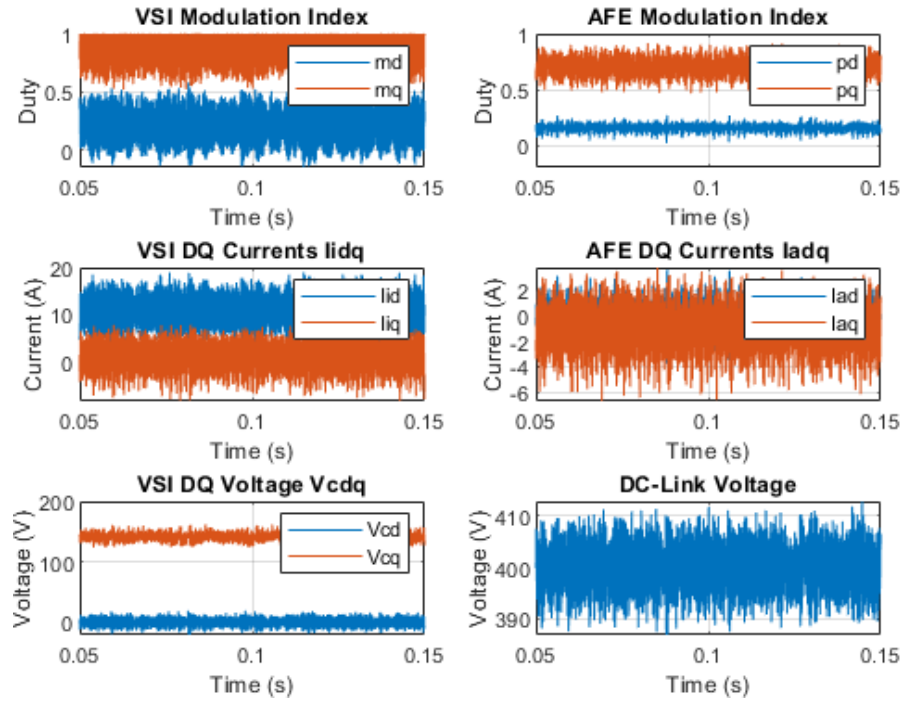 VSI Modulation Index
1
0.5
0
Duty
md
mq
0.05
0.1
0.15
Time (s)
AFE Modulation Index
1
0.5
0
Duty
pd
pq
0.05
0.1
0.15
Time (s)
VSI DQ Currents Iidq
20
10
0
Current (A)
Iid
Iiq
0.05
0.1
0.15
Time (s)
AFE DQ Currents Iadq
2
0
-2
-4
-6
Current (A)
Iad
Iaq
0.05
0.1
0.15
Time (s)
VSI DQ Voltage Vcdq
200
100
0
Voltage (V)
Vcd
Vcq
0.05
0.1
0.15
Time (s)
DC-Link Voltage
410
400
390
Voltage (V)
0.05
0.1
0.15
Time (s)